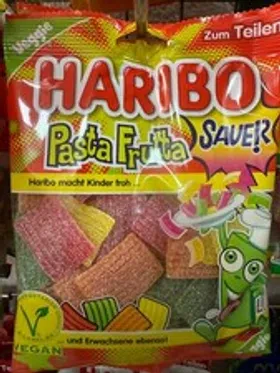 Veggie
Zum Teilen
HARIBO
Pasta Frutta
SAUER
Haribo macht Kinder froh ...
VEGAN
... und Erwachsene ebenso!